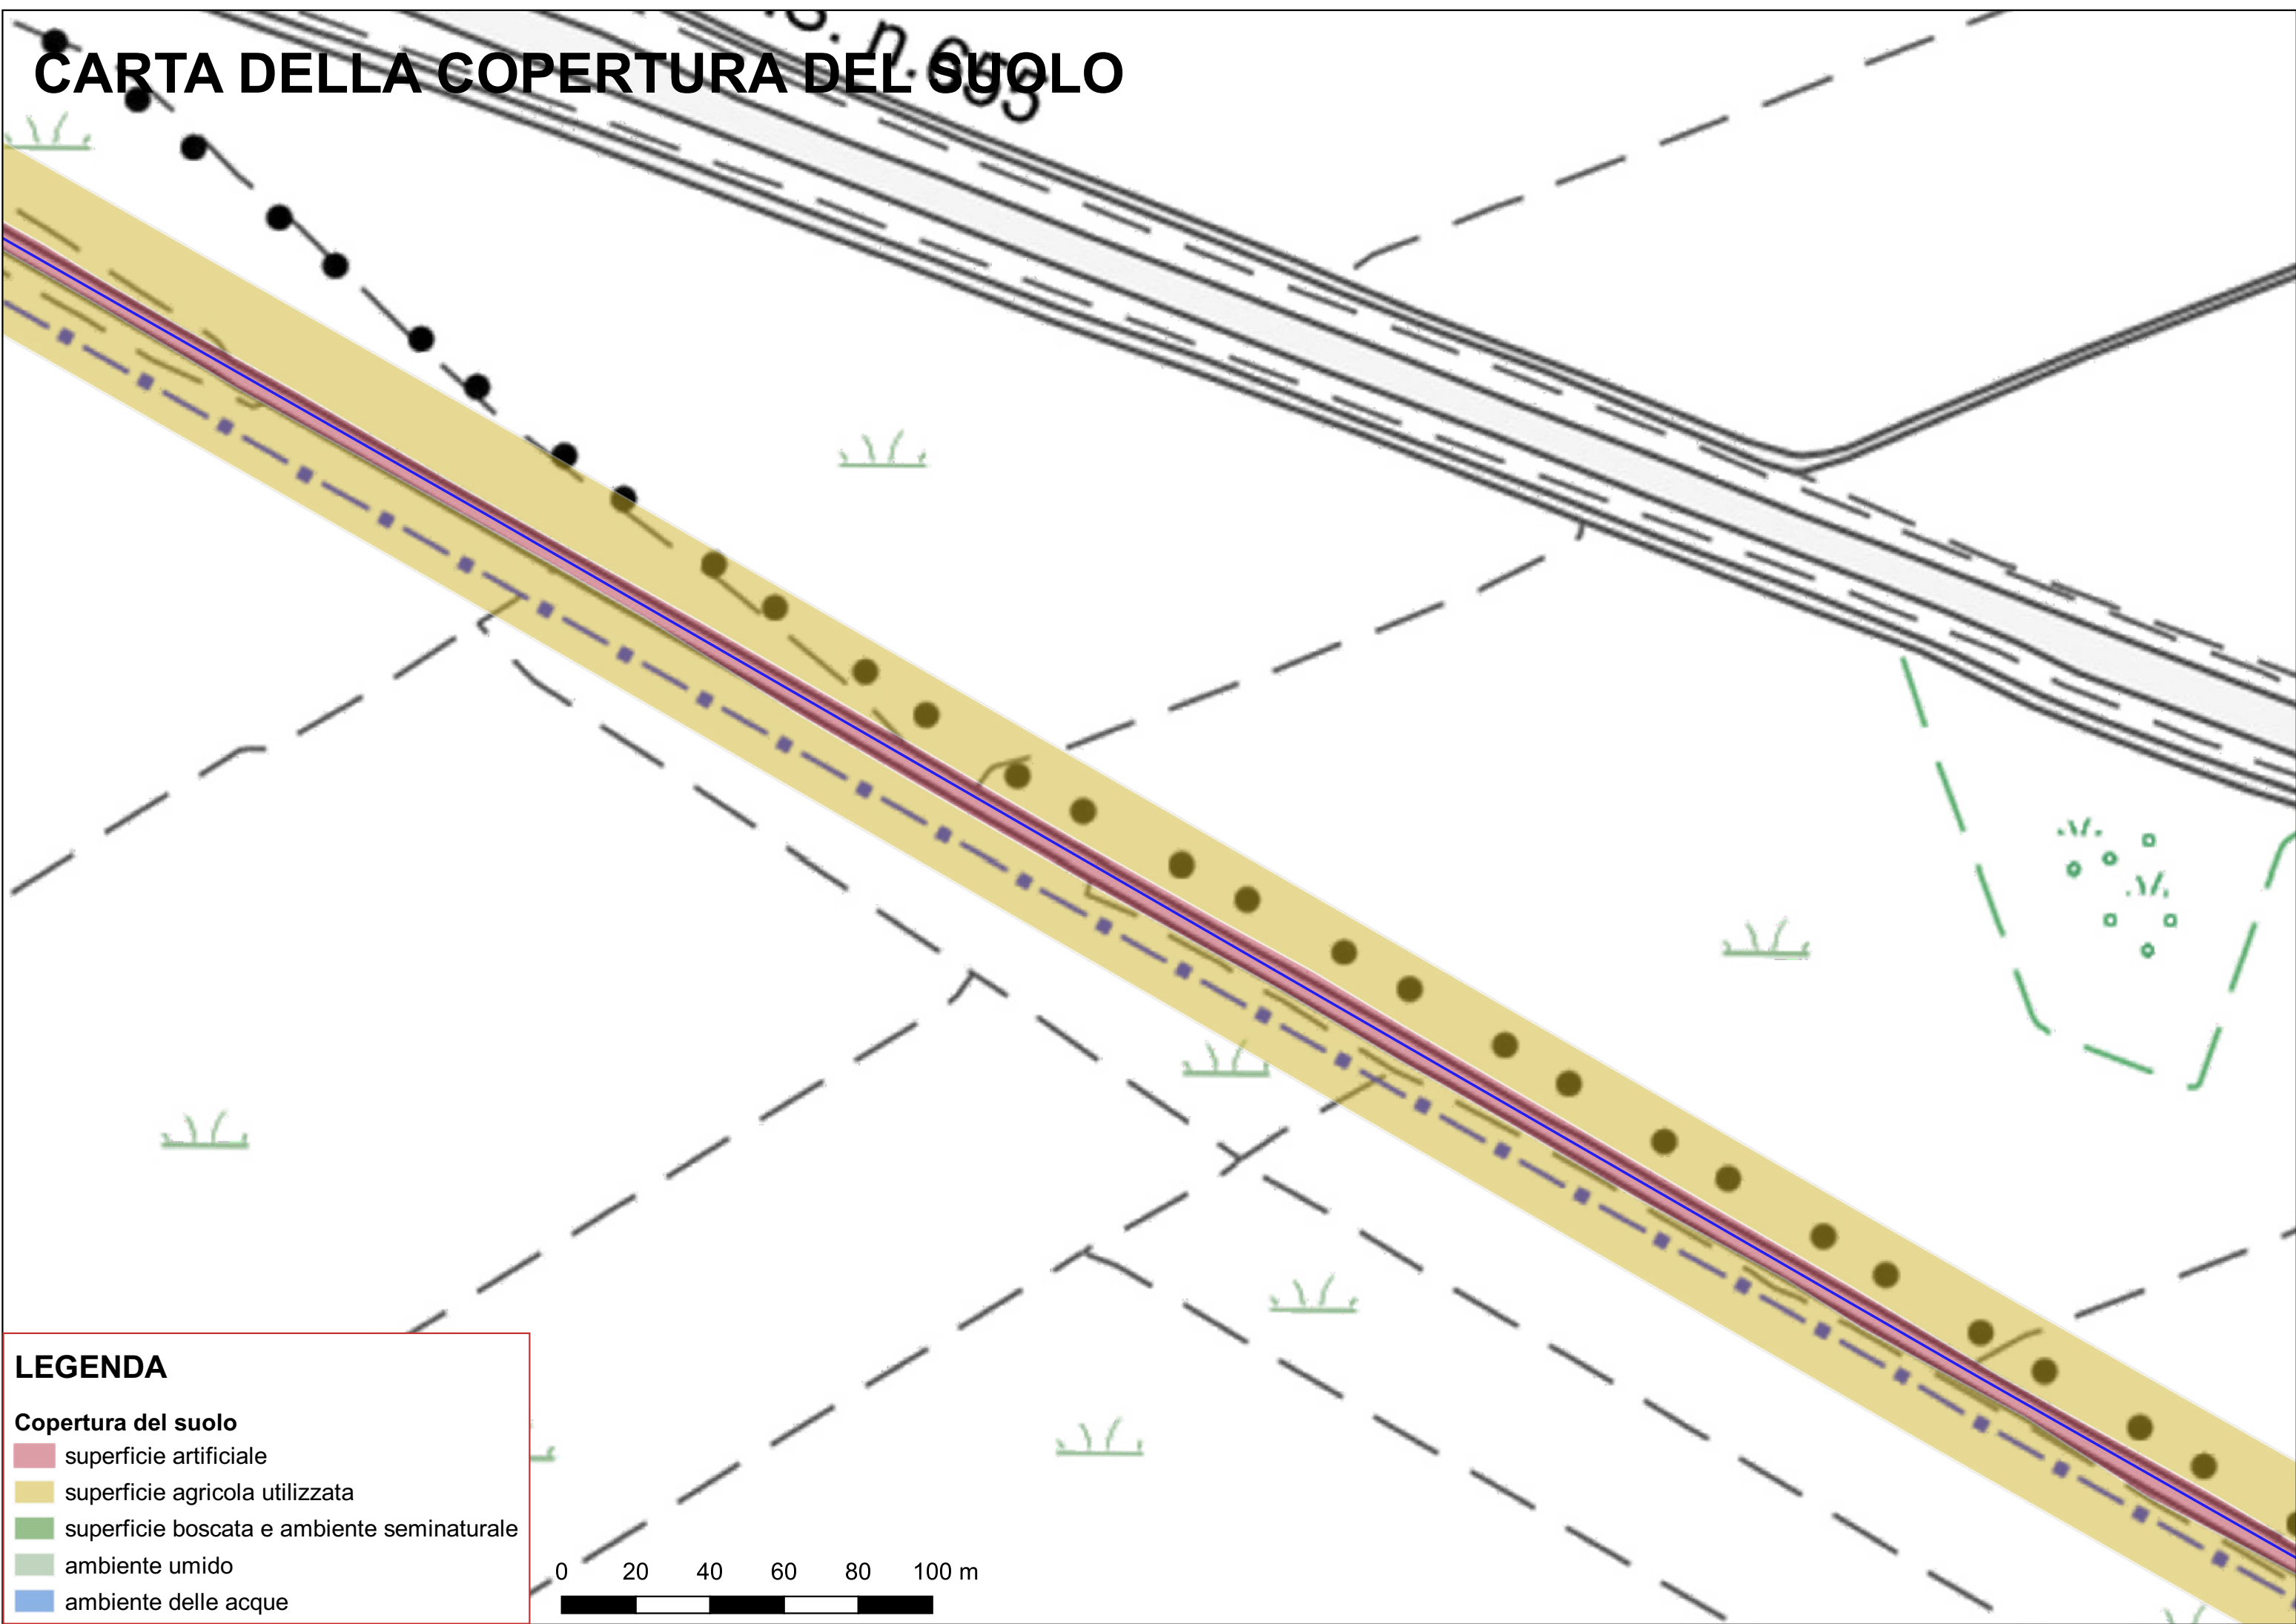 S. n.653
CARTA DELLA COPERTURA DEL SUOLO
LEGENDA
Copertura del suolo
superficie artificiale
superficie agricola utilizzata
superficie boscata e ambiente seminaturale
ambiente umido
ambiente delle acque
0 20 40 60 80 100 m